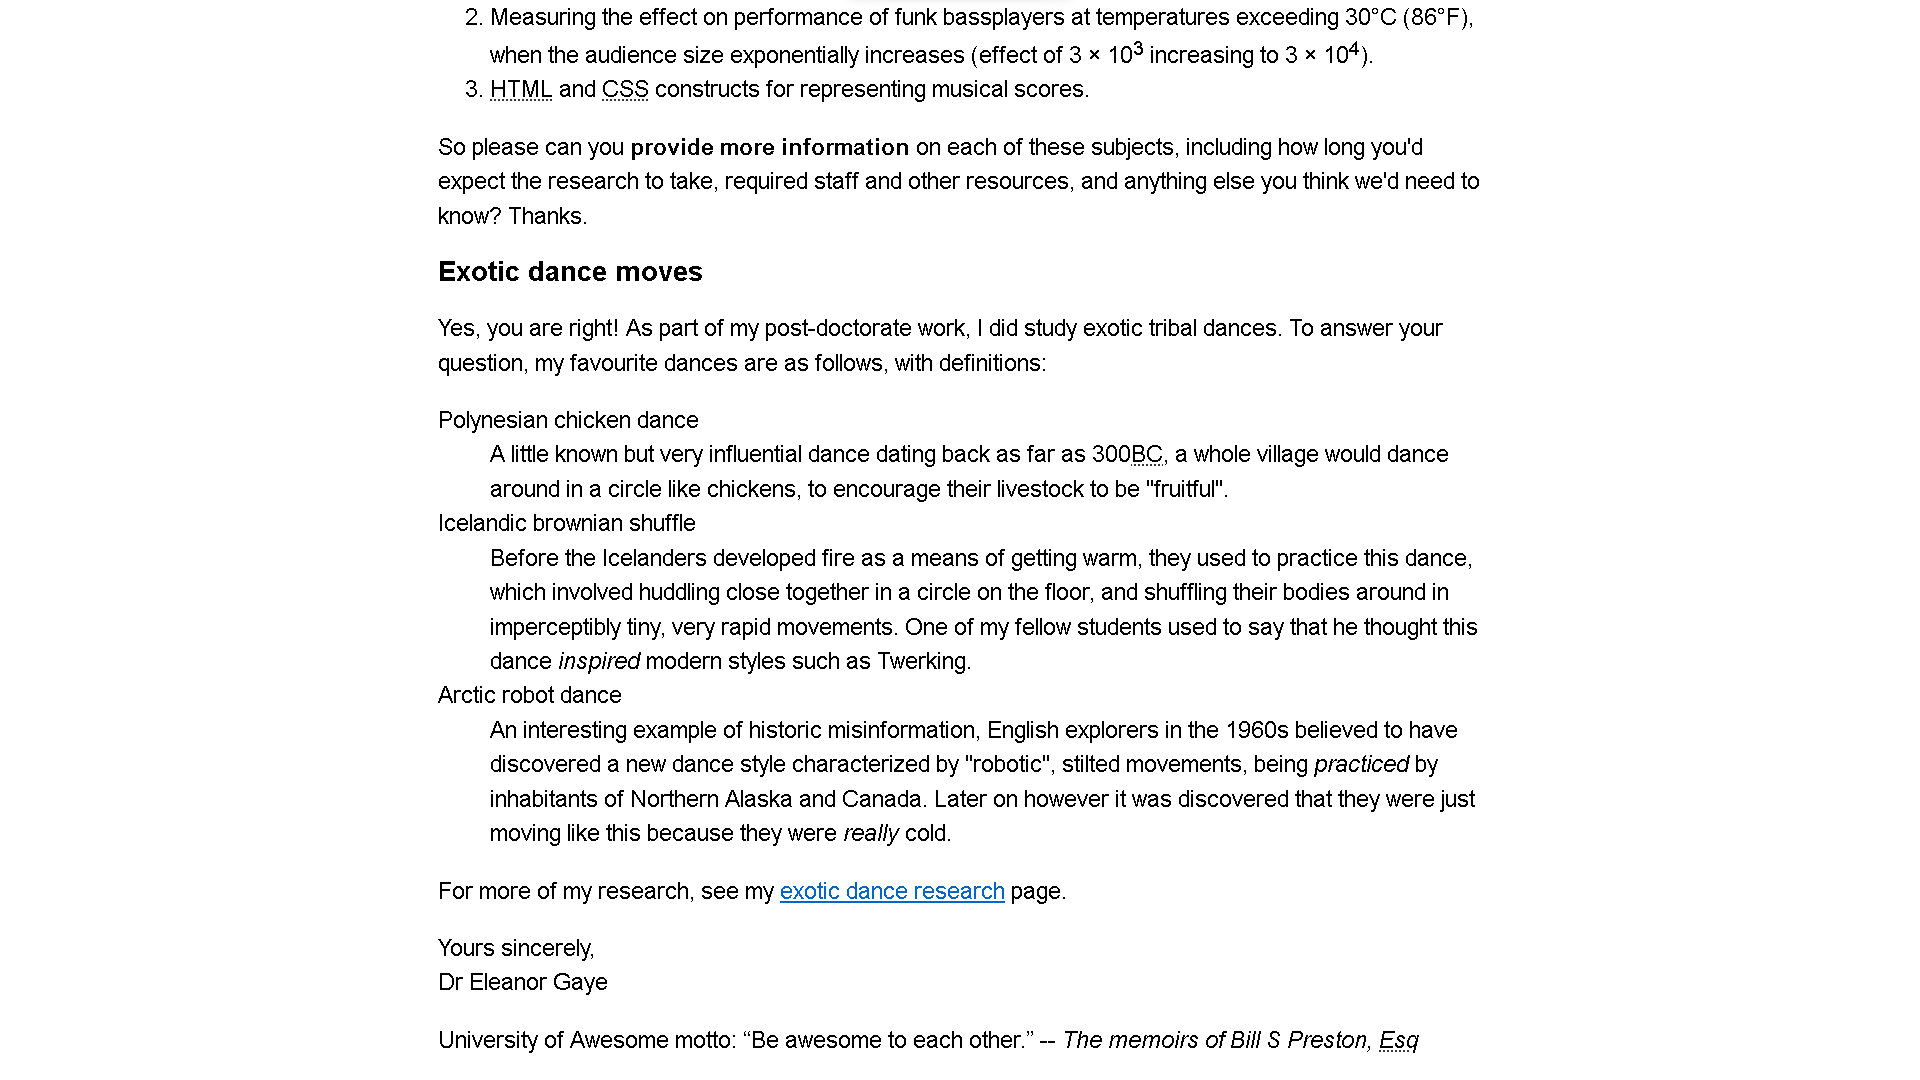 2. Measuring the effect on performance of funk bassplayers at temperatures exceeding 30°C (86°F),
when the audience size exponentially increases (effect of 3 × 10³ increasing to 3 × 10⁴).
3. HTML and CSS constructs for representing musical scores.
So please can you provide more information on each of these subjects, including how long you'd
expect the research to take, required staff and other resources, and anything else you think we'd need to
know? Thanks.
Exotic dance moves
Yes, you are right! As part of my post-doctorate work, I did study exotic tribal dances. To answer your
question, my favourite dances are as follows, with definitions:
Polynesian chicken dance
A little known but very influential dance dating back as far as 300BC, a whole village would dance
around in a circle like chickens, to encourage their livestock to be "fruitful".
Icelandic brownian shuffle
Before the Icelanders developed fire as a means of getting warm, they used to practice this dance,
which involved huddling close together in a circle on the floor, and shuffling their bodies around in
imperceptibly tiny, very rapid movements. One of my fellow students used to say that he thought this
dance inspired modern styles such as Twerking.
Arctic robot dance
An interesting example of historic misinformation, English explorers in the 1960s believed to have
discovered a new dance style characterized by "robotic", stilted movements, being practiced by
inhabitants of Northern Alaska and Canada. Later on however it was discovered that they were just
moving like this because they were really cold.
For more of my research, see my exotic dance research page.
Yours sincerely,
Dr Eleanor Gaye
University of Awesome motto: “Be awesome to each other.” -- The memoirs of Bill S Preston, Esq